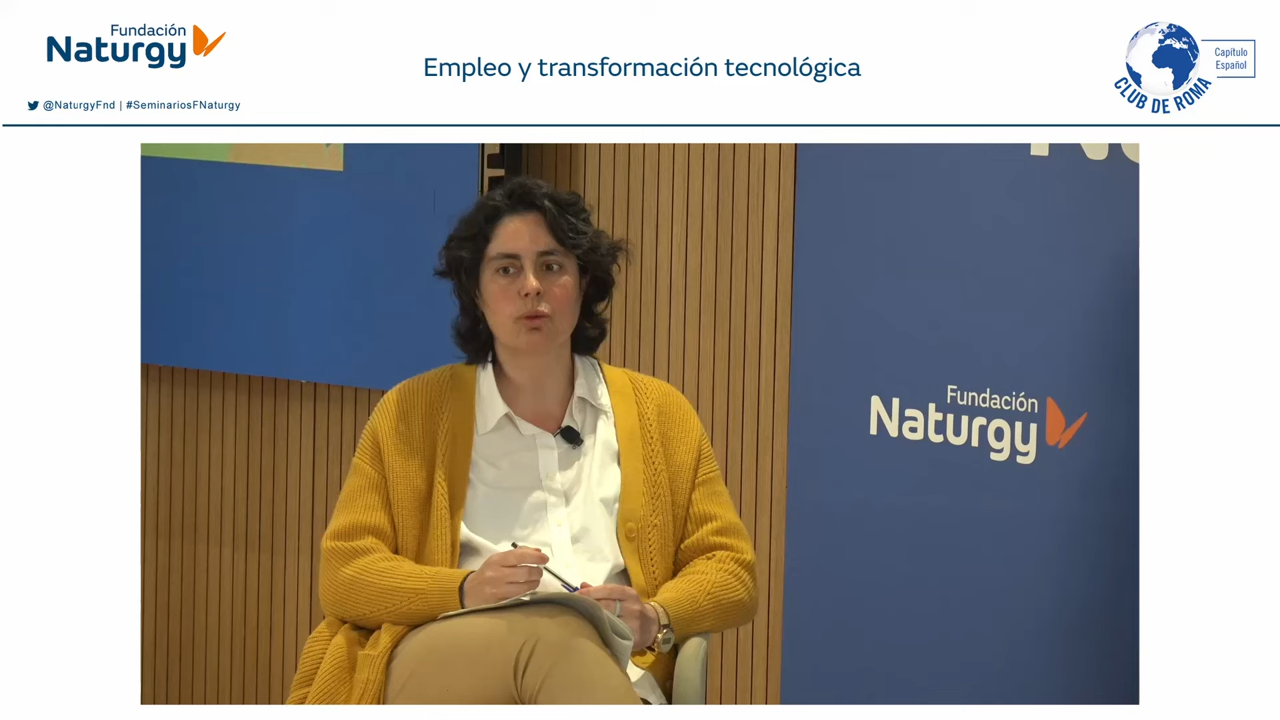 Fundación
Naturgy
@NaturgyFnd | #SeminariosFNaturgy
Empleo y transformación tecnológica
Capítulo
Español
CLUB DE ROMA
Fundación
Naturgy